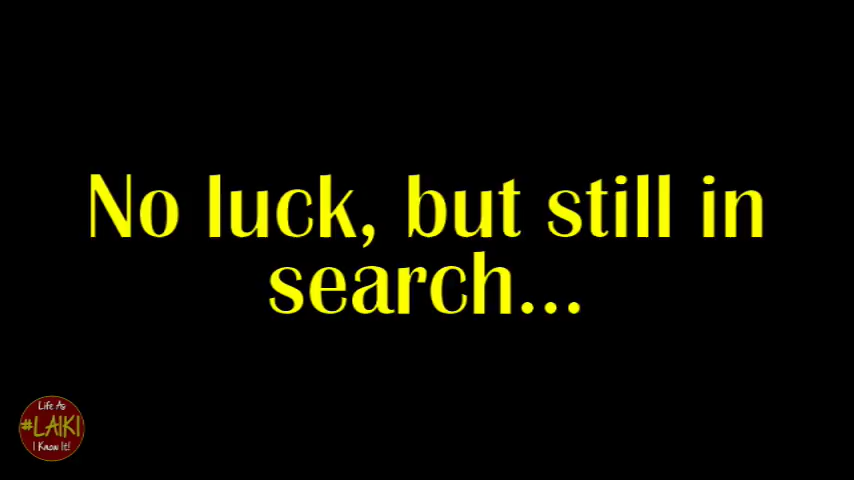 No luck, but still in
search...
Life As
#LAIKI
I Know It!